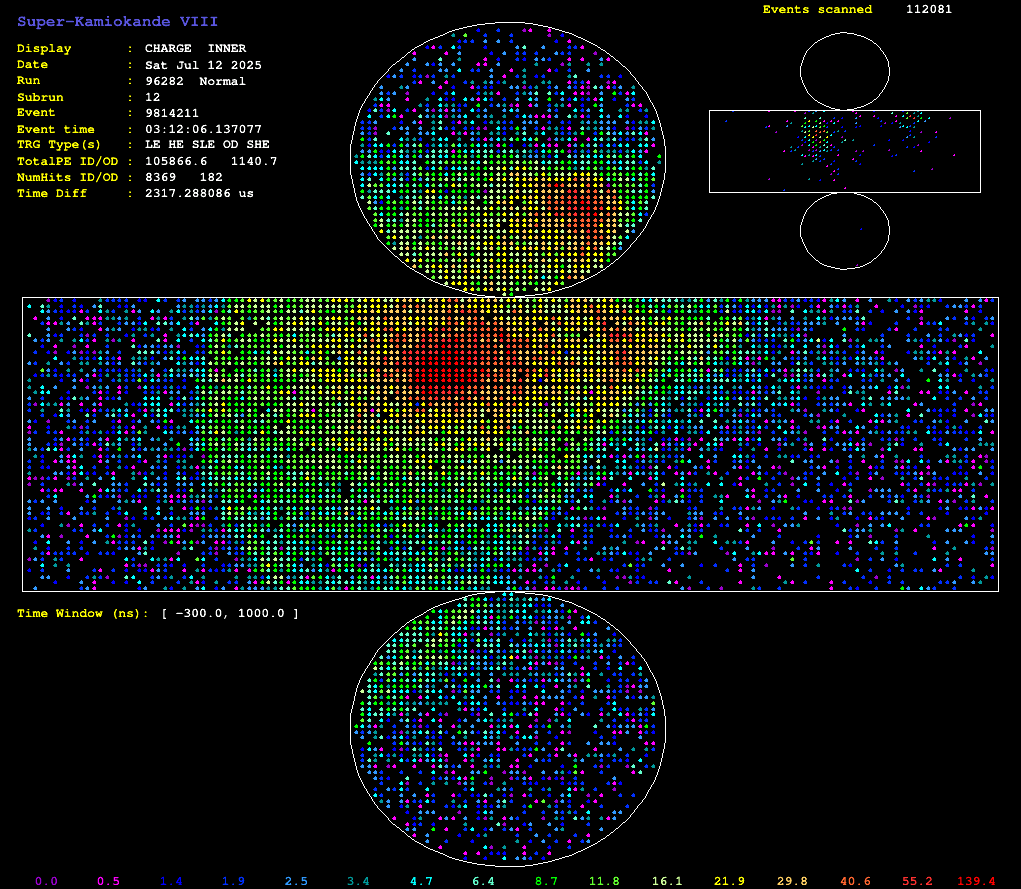 Super-Kamiokande VIII
Events scanned 112081
Display : CHARGE INNER
Date : Sat Jul 12 2025
Run : 96282 Normal
Subrun : 12
Event : 9814211
Event time : 03:12:06.137077
TRG Type(s) : LE HE SLE OD SHE
TotalPE ID/OD : 105866.6 1140.7
NumHits ID/OD : 8369 182
Time Diff : 2317.288086 us
Time Window (ns): [ -300.0, 1000.0 ]
0.0 0.5 1.4 1.9 2.5 3.4 4.7 6.4 8.7 11.8 16.1 21.9 29.8 40.6 55.2 139.4